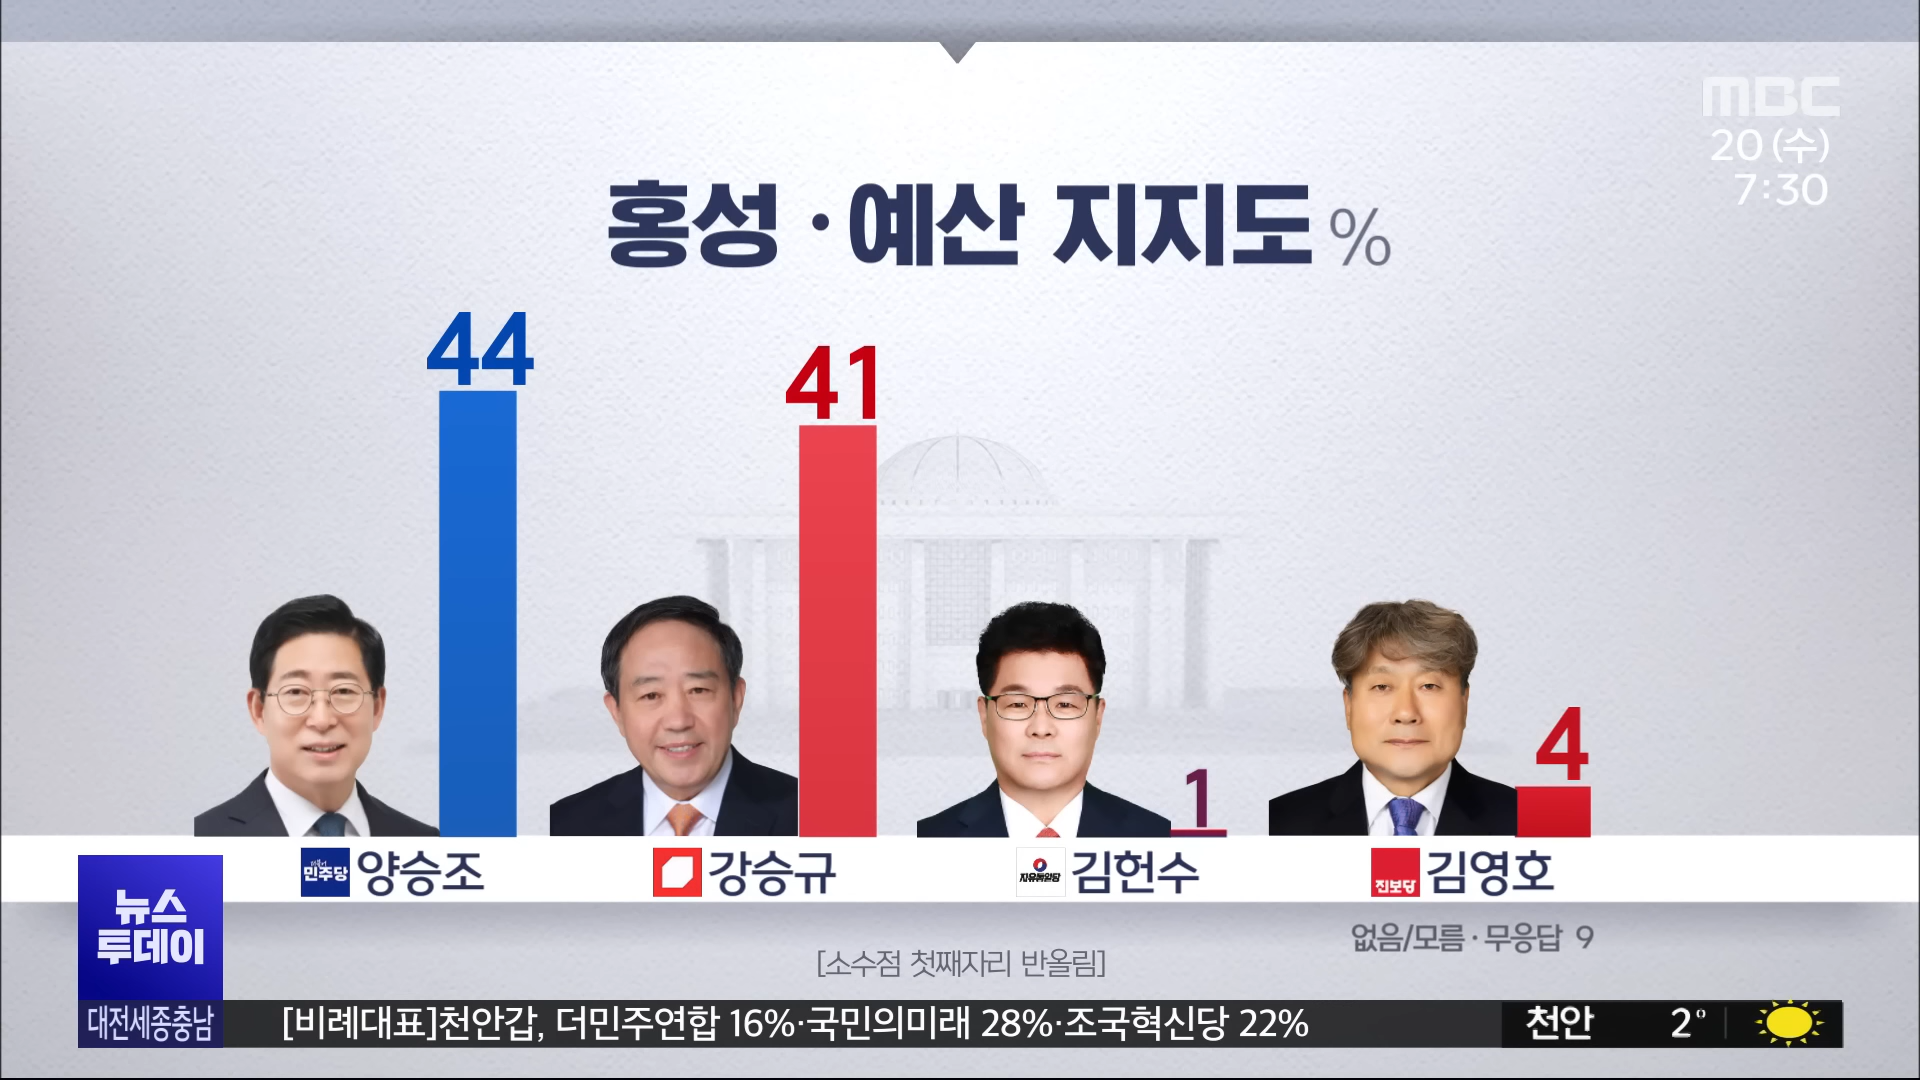 MBC
20 (수)
7:30
홍성·예산 지지도 %
44
41
1
4
더불어
민주당 양승조
강승규
자유통일당 김헌수
진보당 김영호
없음/모름·무응답 9
[소수점 첫째자리 반올림]
뉴스
투데이
대전세종충남
[비례대표]천안갑, 더민주연합 16%·국민의미래 28%·조국혁신당 22%
천안 2°